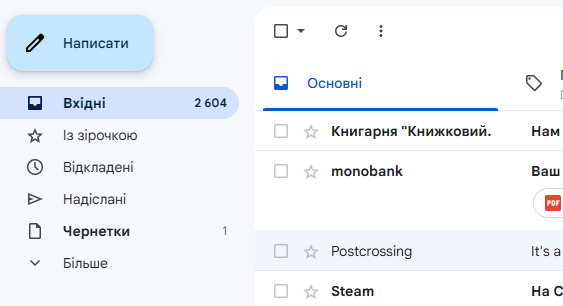 Написати
Вхідні 2 604
Із зірочкою
Відкладені
Надіслані
Чернетки 1
Більше
Основні
Книгарня "Книжковий. Нам
monobank Ваш
PDF
Postcrossing It's a
Steam На С